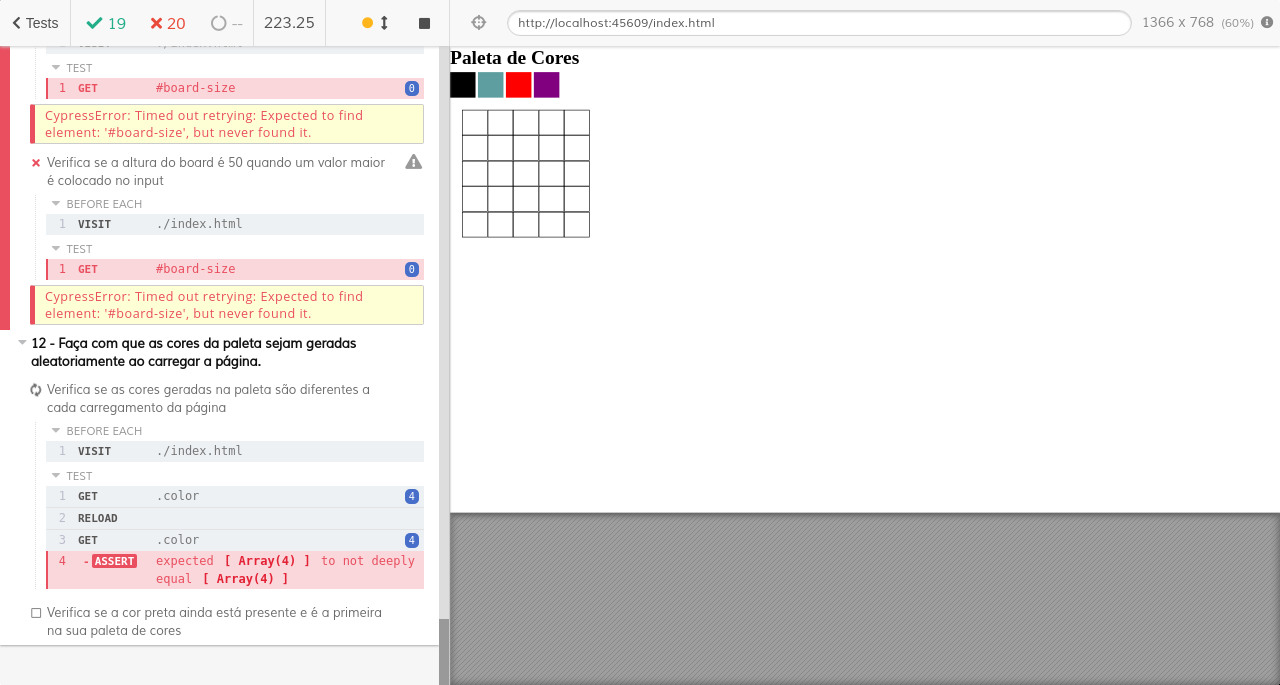 Tests 19 20 -- 223.25
http://localhost:45609/index.html 1366 x 768 (60%)
TEST
1 GET #board-size 0
CypressError: Timed out retrying: Expected to find
element: '#board-size', but never found it.
Verifica se a altura do board é 50 quando um valor maior
é colocado no input
BEFORE EACH
1 VISIT ./index.html
TEST
1 GET #board-size 0
CypressError: Timed out retrying: Expected to find
element: '#board-size', but never found it.
12 - Faça com que as cores da paleta sejam geradas
aleatoriamente ao carregar a página.
Verifica se as cores geradas na paleta são diferentes a
cada carregamento da página
BEFORE EACH
1 VISIT ./index.html
TEST
1 GET .color 4
2 RELOAD
3 GET .color 4
4 - ASSERT expected [ Array(4) ] to not deeply
equal [ Array(4) ]
Verifica se a cor preta ainda está presente e é a primeira
na sua paleta de cores
Paleta de Cores